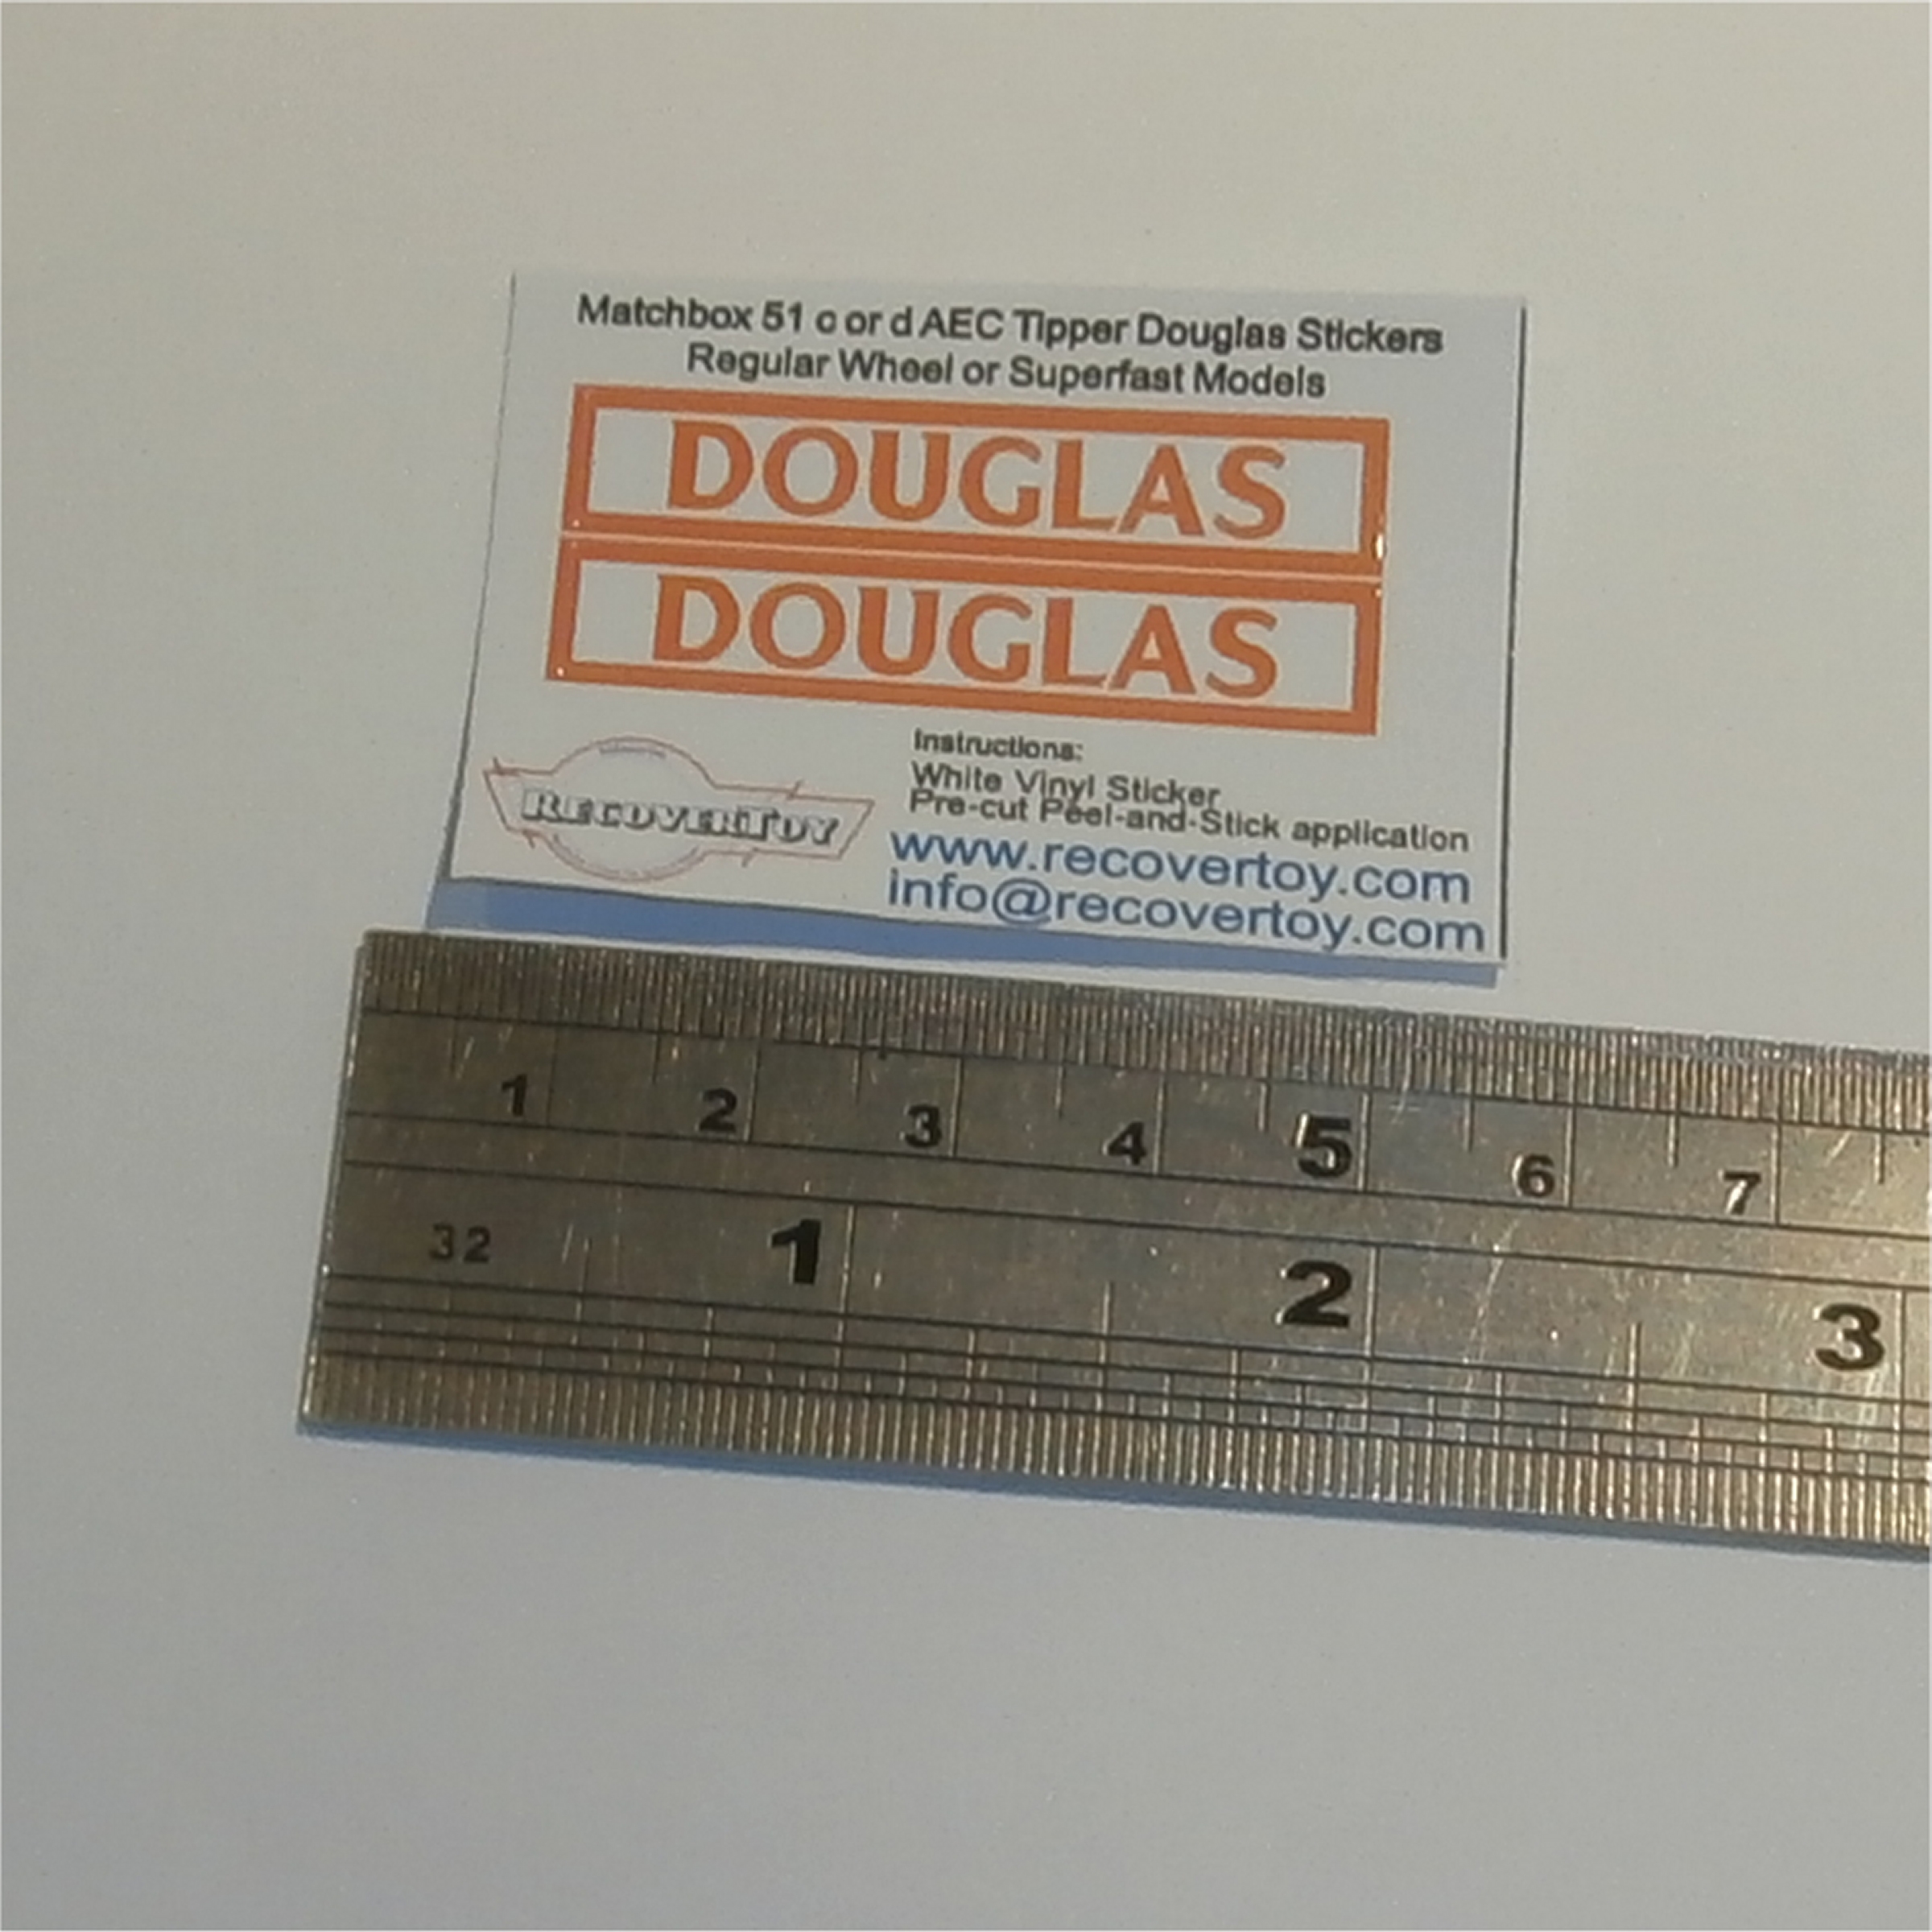 Matchbox 51 c or d AEC Tipper Douglas Stickers
Regular Wheel or Superfast Models
DOUGLAS
DOUGLAS
RECOVERTOY
Instructions:
White Vinyl Sticker
Pre-cut Peel-and-Stick application
www.recovertoy.com
info@recovertoy.com
1 2 3 4 5 6 7
32 1 2 3